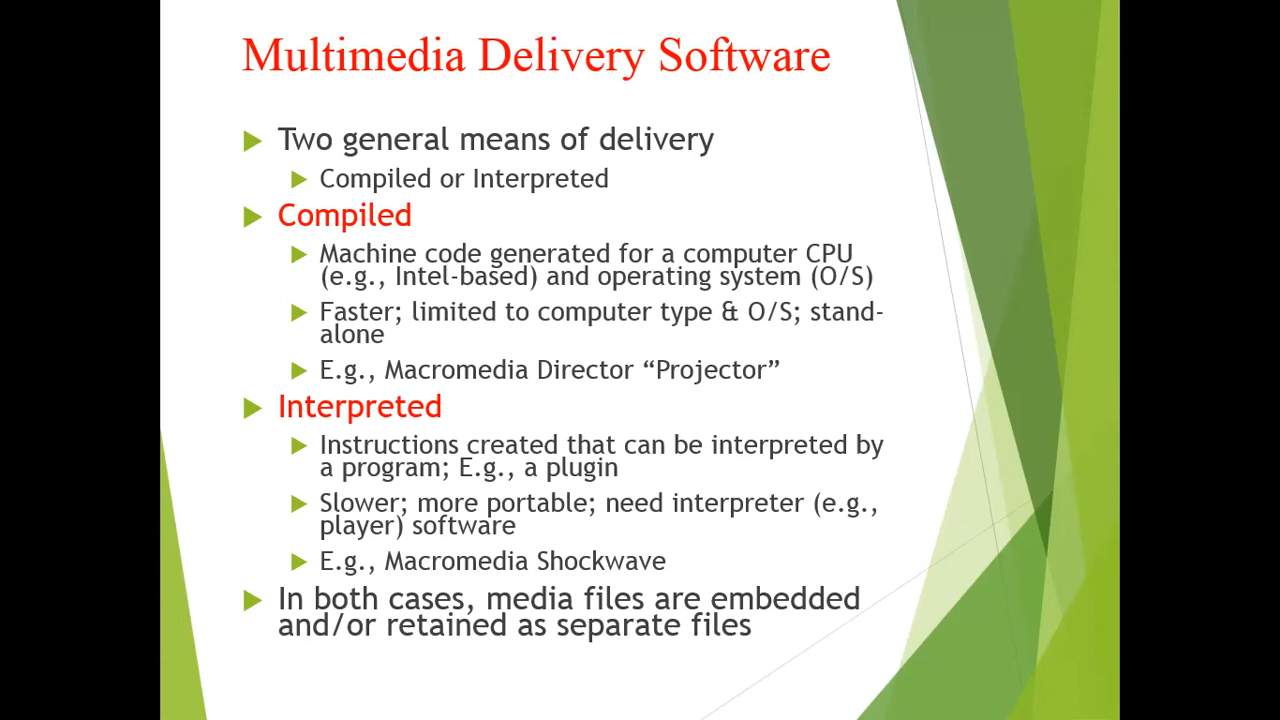 Multimedia Delivery Software
Two general means of delivery
Compiled or Interpreted
Compiled
Machine code generated for a computer CPU
(e.g., Intel-based) and operating system (O/S)
Faster; limited to computer type & O/S; stand-
alone
E.g., Macromedia Director “Projector”
Interpreted
Instructions created that can be interpreted by
a program; E.g., a plugin
Slower; more portable; need interpreter (e.g.,
player) software
E.g., Macromedia Shockwave
In both cases, media files are embedded
and/or retained as separate files